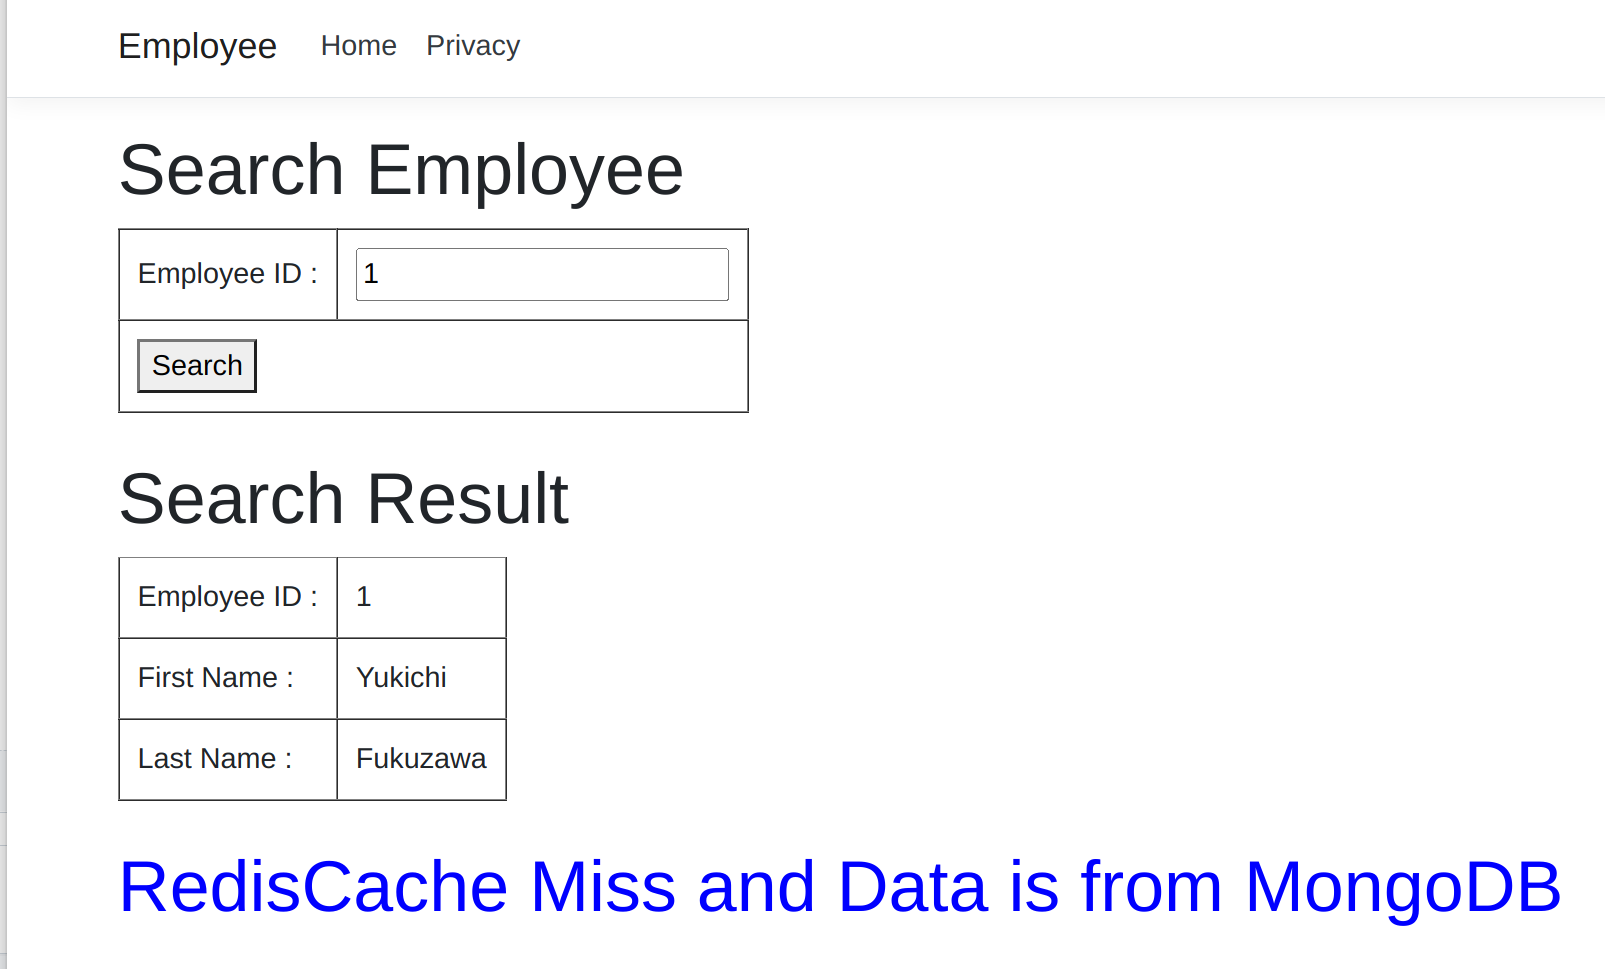 Employee Home Privacy
Search Employee
Employee ID : 1
Search
Search Result
Employee ID : 1
First Name : Yukichi
Last Name : Fukuzawa
RedisCache Miss and Data is from MongoDB